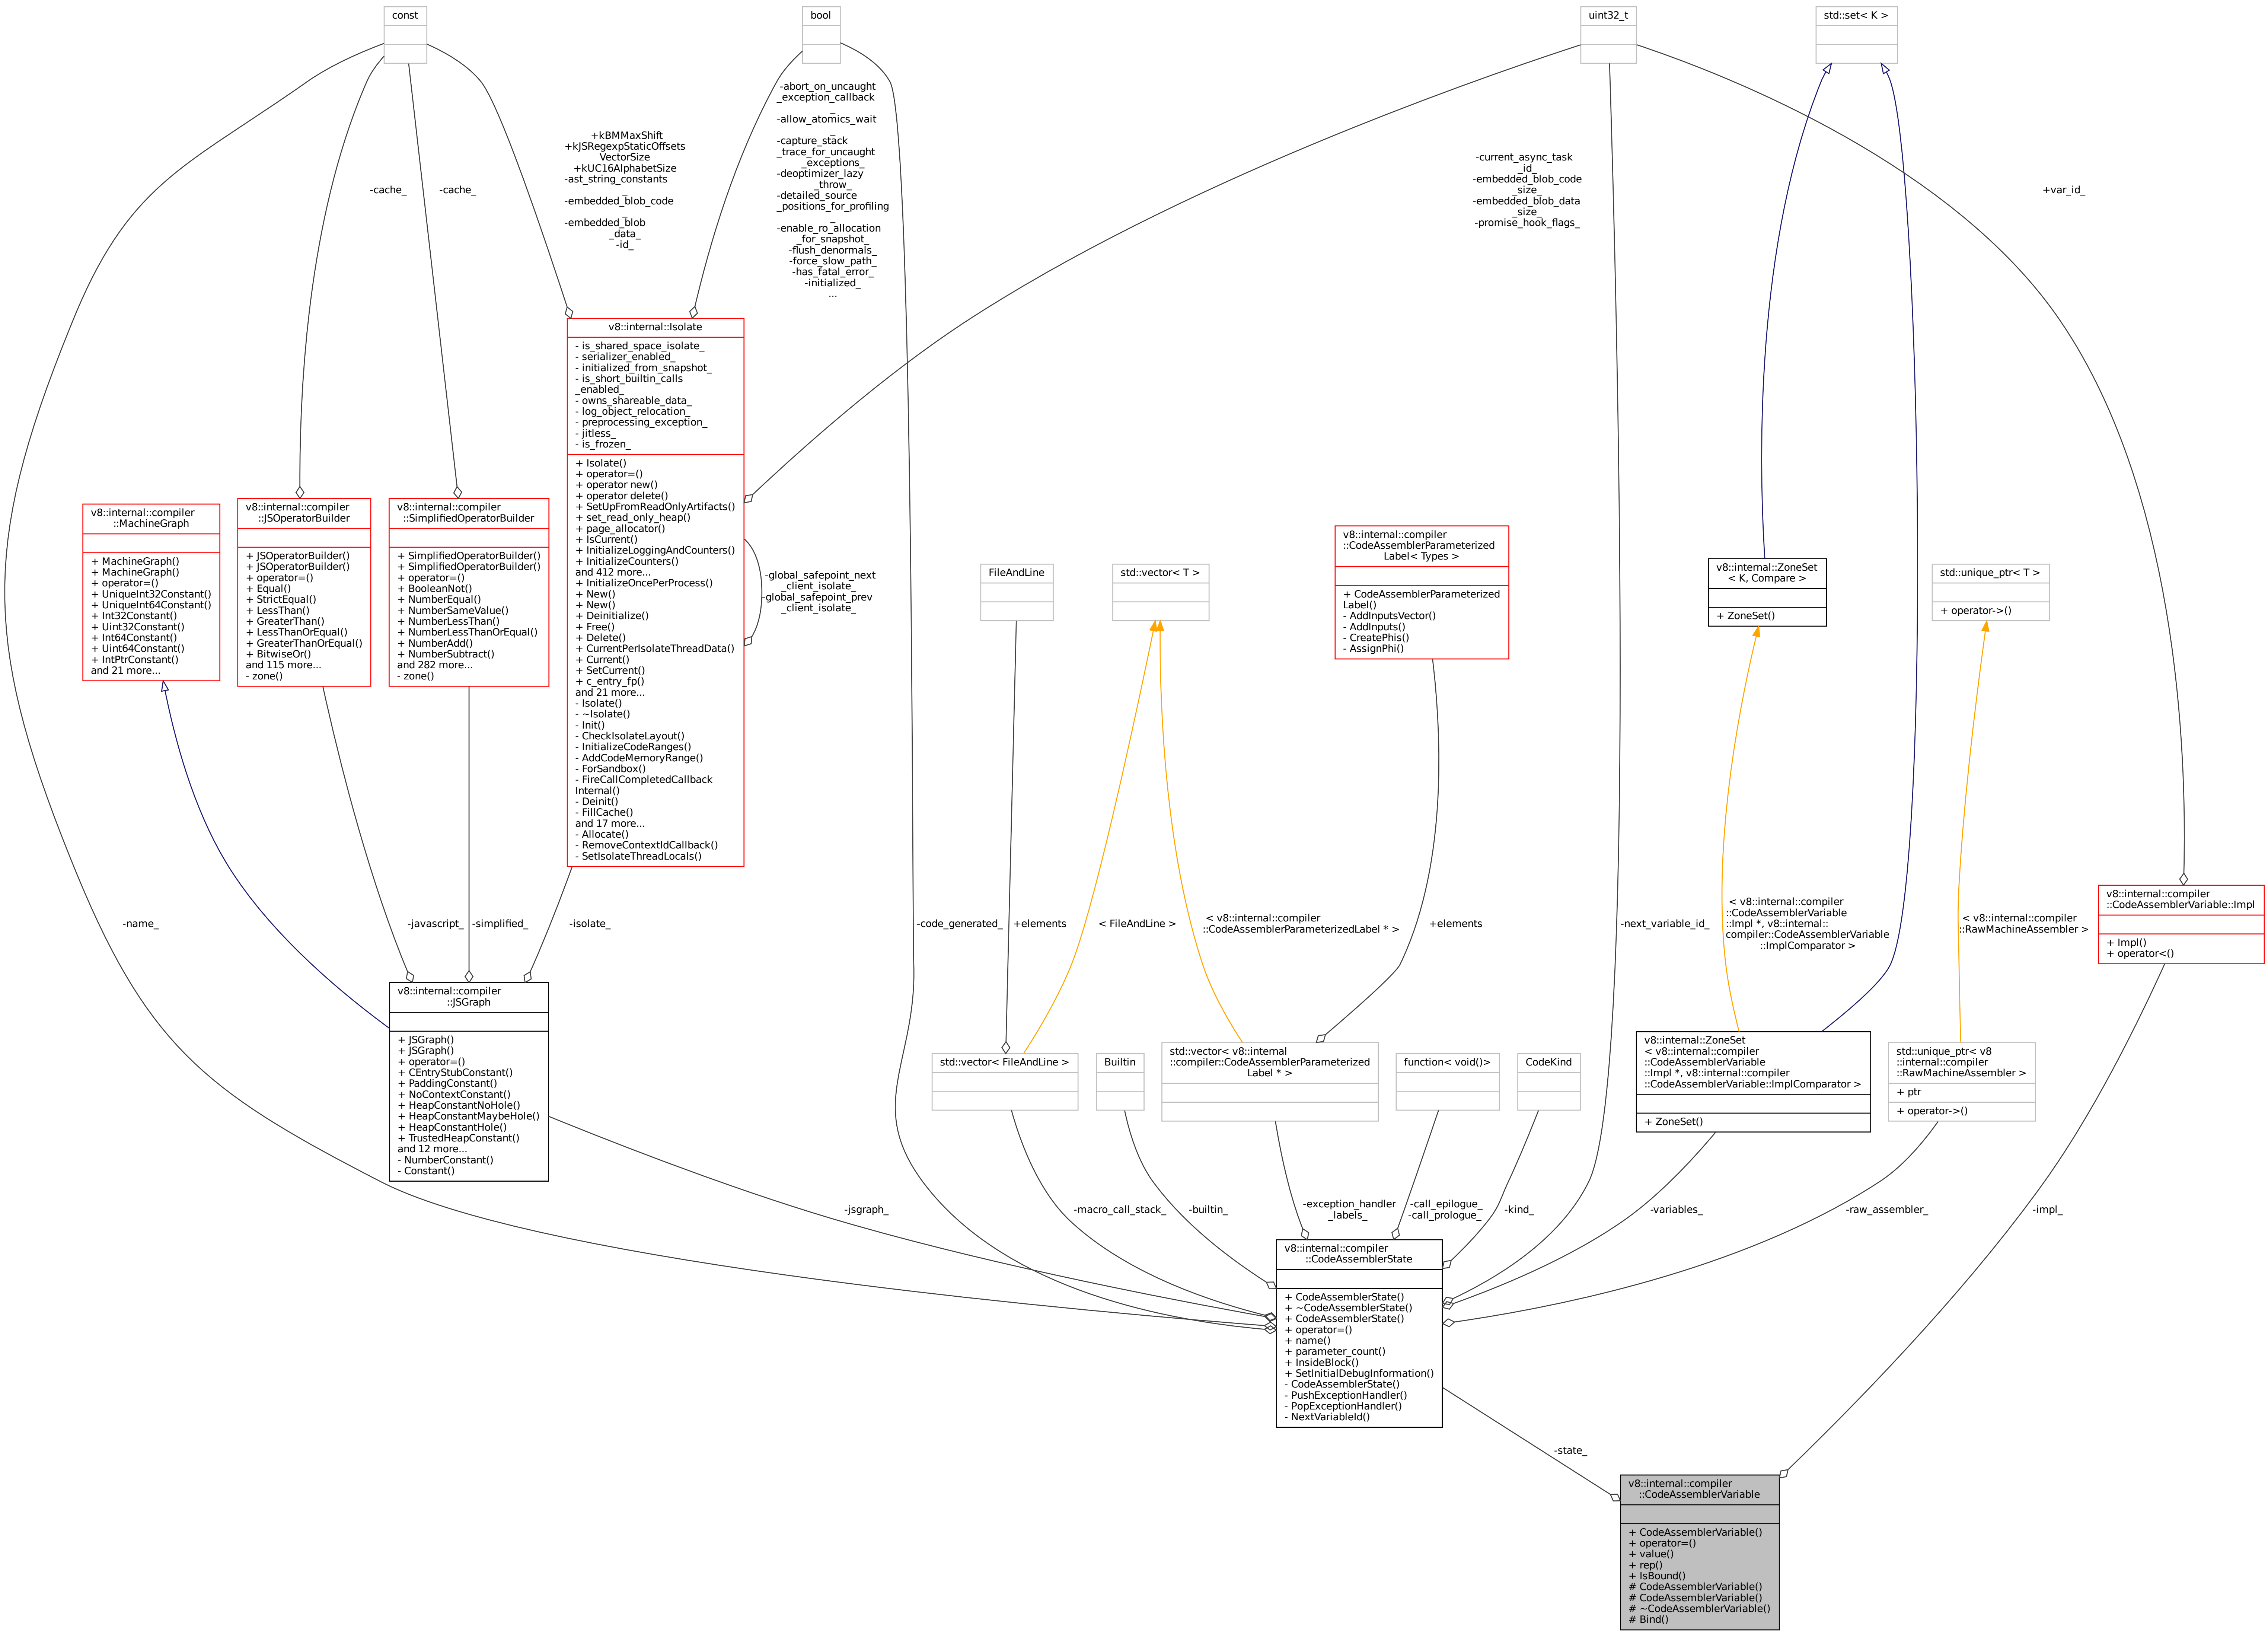 const
bool
uint32_t
std::set< K >
-abort_on_uncaught
_exception_callback
_
-allow_atomics_wait
_
-capture_stack
_trace_for_uncaught
_exceptions_
-deoptimizer_lazy
_throw_
-detailed_source
_positions_for_profiling
_
-enable_ro_allocation
_for_snapshot_
-flush_denormals_
-force_slow_path_
-has_fatal_error_
-initialized_
...
+kBMMaxShift
+kJSRegexpStaticOffsets
VectorSize
+kUC16AlphabetSize
-ast_string_constants
_
-embedded_blob_code
_
-embedded_blob
_data_
-id_
-cache_
-cache_
-current_async_task
_id_
-embedded_blob_code
_size_
-embedded_blob_data
_size_
-promise_hook_flags_
+var_id_
v8::internal::Isolate
- is_shared_space_isolate_
- serializer_enabled_
- initialized_from_snapshot_
- is_short_builtin_calls
_enabled_
- owns_shareable_data_
- log_object_relocation_
- preprocessing_exception_
- jitless_
- is_frozen_
+ Isolate()
+ operator=()
+ operator new()
+ operator delete()
+ SetUpFromReadOnlyArtifacts()
+ set_read_only_heap()
+ page_allocator()
+ IsCurrent()
+ InitializeLoggingAndCounters()
+ InitializeCounters()
and 412 more...
+ InitializeOncePerProcess()
+ New()
+ New()
+ Deinitialize()
+ Free()
+ Delete()
+ CurrentPerIsolateThreadData()
+ Current()
+ SetCurrent()
+ c_entry_fp()
and 21 more...
- Isolate()
- ~Isolate()
- Init()
- CheckIsolateLayout()
- InitializeCodeRanges()
- AddCodeMemoryRange()
- ForSandbox()
- FireCallCompletedCallback
Internal()
- Deinit()
- FillCache()
and 17 more...
- Allocate()
- RemoveContextIdCallback()
- SetIsolateThreadLocals()
-global_safepoint_next
_client_isolate_
-global_safepoint_prev
_client_isolate_
v8::internal::compiler
::MachineGraph
+ MachineGraph()
+ MachineGraph()
+ operator=()
+ UniqueInt32Constant()
+ UniqueInt64Constant()
+ Int32Constant()
+ Uint32Constant()
+ Int64Constant()
+ Uint64Constant()
+ IntPtrConstant()
and 21 more...
v8::internal::compiler
::JSOperatorBuilder
+ JSOperatorBuilder()
+ JSOperatorBuilder()
+ operator=()
+ Equal()
+ StrictEqual()
+ LessThan()
+ GreaterThan()
+ LessThanOrEqual()
+ GreaterThanOrEqual()
+ BitwiseOr()
and 115 more...
- zone()
v8::internal::compiler
::SimplifiedOperatorBuilder
+ SimplifiedOperatorBuilder()
+ SimplifiedOperatorBuilder()
+ operator=()
+ BooleanNot()
+ NumberEqual()
+ NumberSameValue()
+ NumberLessThan()
+ NumberLessThanOrEqual()
+ NumberAdd()
+ NumberSubtract()
and 282 more...
- zone()
FileAndLine
std::vector< T >
v8::internal::compiler
::CodeAssemblerParameterized
Label< Types >
+ CodeAssemblerParameterized
Label()
- AddInputsVector()
- AddInputs()
- CreatePhis()
- AssignPhi()
v8::internal::ZoneSet
< K, Compare >
+ ZoneSet()
std::unique_ptr< T >
+ operator->()
-name_
-javascript_
-simplified_
-isolate_
-code_generated_
+elements
< FileAndLine >
< v8::internal::compiler
::CodeAssemblerParameterizedLabel * >
+elements
-next_variable_id_
< v8::internal::compiler
::CodeAssemblerVariable
::Impl *, v8::internal::
compiler::CodeAssemblerVariable
::ImplComparator >
< v8::internal::compiler
::RawMachineAssembler >
v8::internal::compiler
::CodeAssemblerVariable::Impl
+ Impl()
+ operator<()
v8::internal::compiler
::JSGraph
+ JSGraph()
+ JSGraph()
+ operator=()
+ CEntryStubConstant()
+ PaddingConstant()
+ NoContextConstant()
+ HeapConstantNoHole()
+ HeapConstantMaybeHole()
+ HeapConstantHole()
+ TrustedHeapConstant()
and 12 more...
- NumberConstant()
- Constant()
std::vector< FileAndLine >
Builtin
std::vector< v8::internal
::compiler::CodeAssemblerParameterized
Label * >
function< void()>
CodeKind
v8::internal::ZoneSet
< v8::internal::compiler
::CodeAssemblerVariable
::Impl *, v8::internal::compiler
::CodeAssemblerVariable::ImplComparator >
+ ZoneSet()
std::unique_ptr< v8
::internal::compiler
::RawMachineAssembler >
+ ptr
+ operator->()
-jsgraph_
-macro_call_stack_
-builtin_
-exception_handler
_labels_
-call_epilogue_
-call_prologue_
-kind_
-variables_
-raw_assembler_
-impl_
v8::internal::compiler
::CodeAssemblerState
+ CodeAssemblerState()
+ ~CodeAssemblerState()
+ CodeAssemblerState()
+ operator=()
+ name()
+ parameter_count()
+ InsideBlock()
+ SetInitialDebugInformation()
- CodeAssemblerState()
- PushExceptionHandler()
- PopExceptionHandler()
- NextVariableId()
-state_
v8::internal::compiler
::CodeAssemblerVariable
+ CodeAssemblerVariable()
+ operator=()
+ value()
+ rep()
+ IsBound()
# CodeAssemblerVariable()
# CodeAssemblerVariable()
# ~CodeAssemblerVariable()
# Bind()